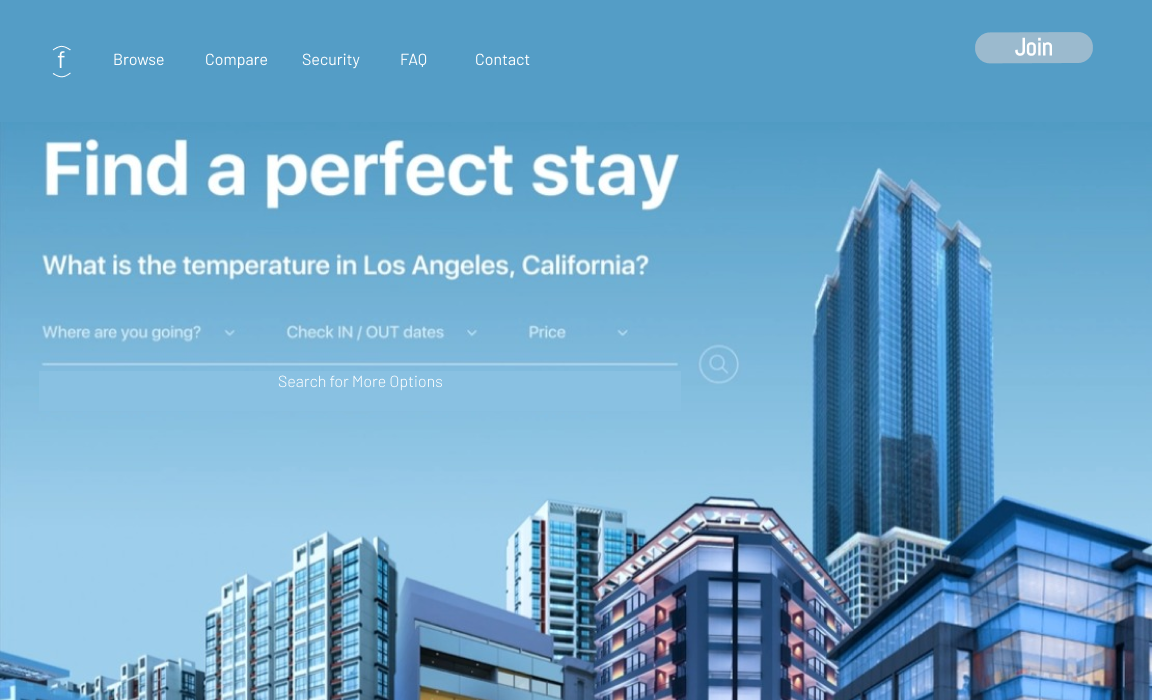 f Browse Compare Security FAQ Contact Join
Find a perfect stay
What is the temperature in Los Angeles, California?
Where are you going? Check IN / OUT dates Price
Search for More Options